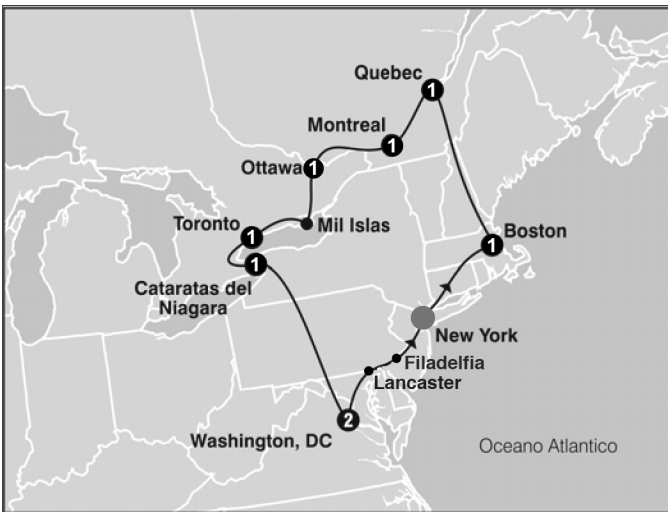 Quebec
1
Montreal
1
Ottawa
1
Toronto
1
Mil Islas
Boston
1
1
Cataratas del
Niagara
New York
Filadelfia
Lancaster
2
Washington, DC
Oceano Atlantico